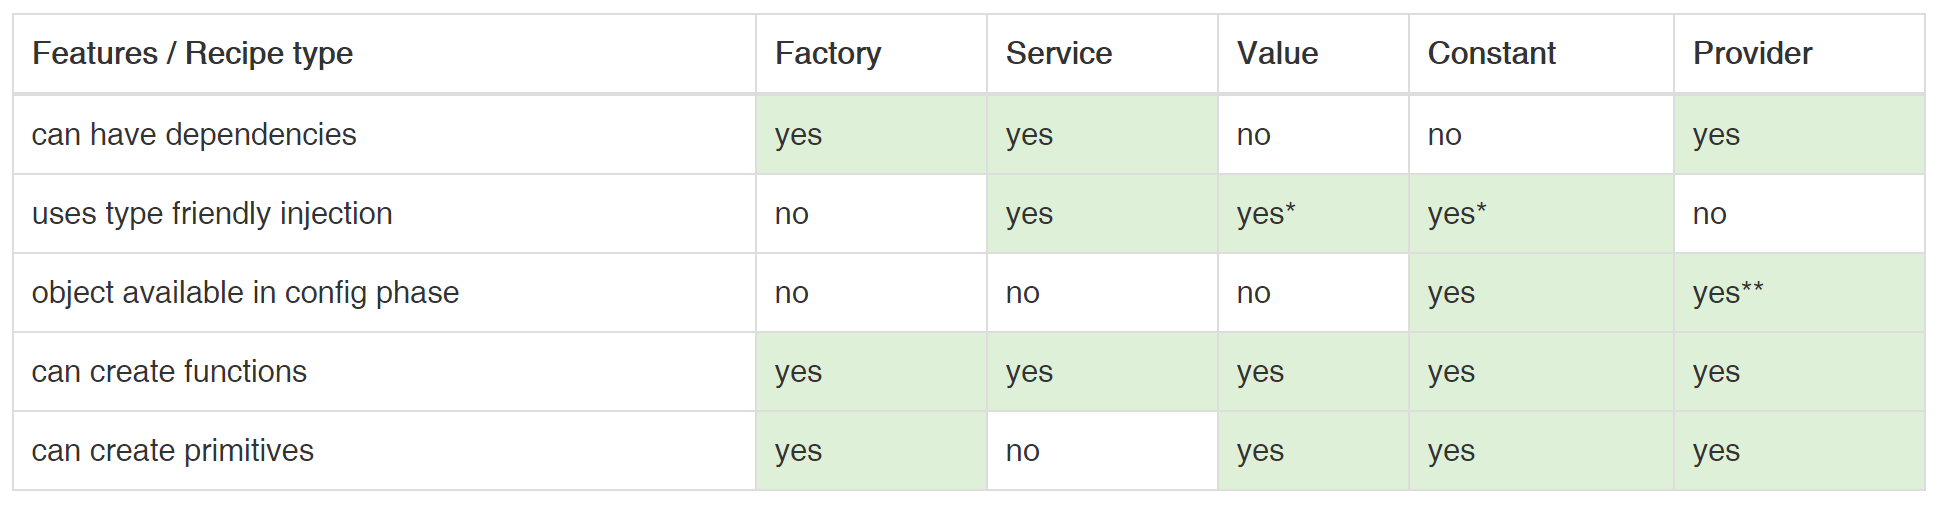 Features / Recipe type Factory Service Value Constant Provider
can have dependencies yes yes no no yes
uses type friendly injection no yes yes* yes* no
object available in config phase no no no yes yes**
can create functions yes yes yes yes yes
can create primitives yes no yes yes yes